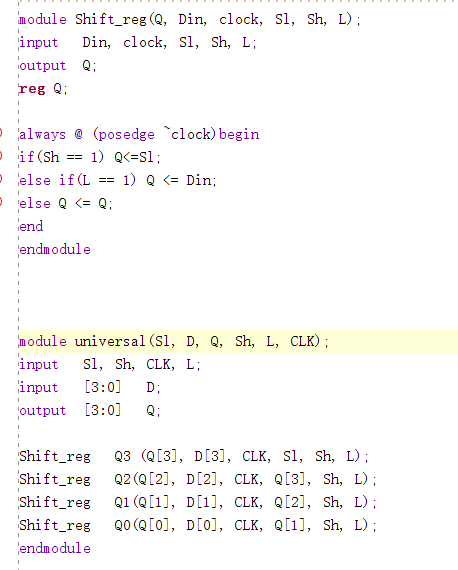 module Shift_reg(Q, Din, clock, Sl, Sh, L);
input   Din, clock, Sl, Sh, L;
output  Q;
reg Q;
always @ (posedge ~clock)begin
if(Sh == 1) Q<=Sl;
else if(L == 1) Q <= Din;
else Q <= Q;
end
endmodule
module universal(Sl, D, Q, Sh, L, CLK);
input   Sl, Sh, CLK, L;
input   [3:0]   D;
output  [3:0]   Q;
Shift_reg   Q3 (Q[3], D[3], CLK, Sl, Sh, L);
Shift_reg   Q2(Q[2], D[2], CLK, Q[3], Sh, L);
Shift_reg   Q1(Q[1], D[1], CLK, Q[2], Sh, L);
Shift_reg   Q0(Q[0], D[0], CLK, Q[1], Sh, L);
endmodule